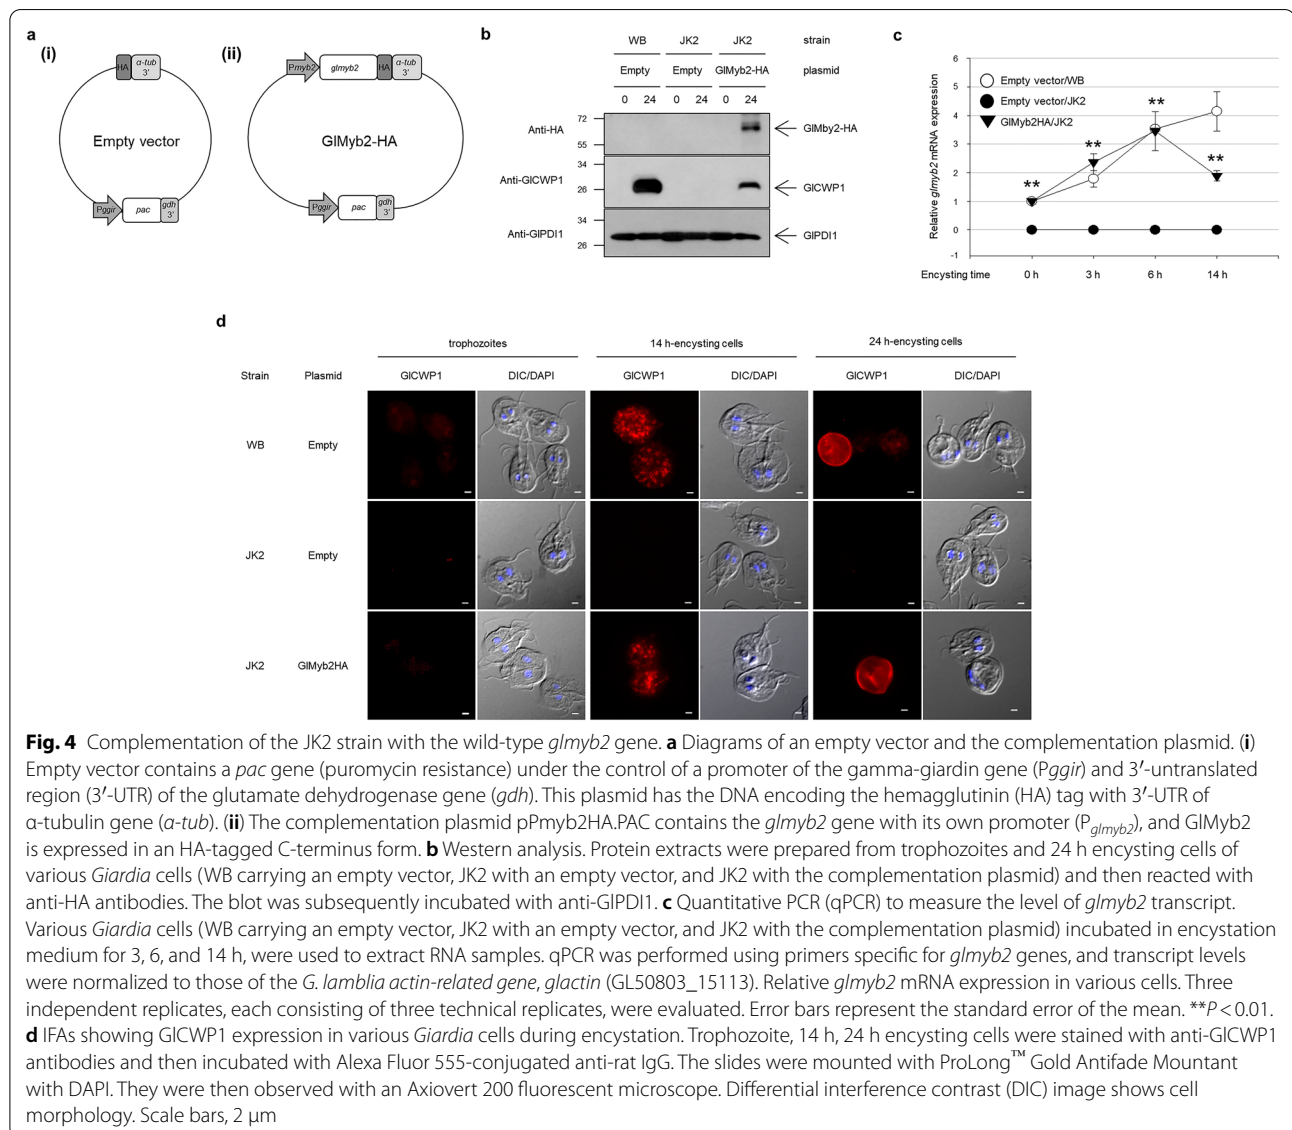 a
(i)
HA
α-tub
3'
Empty vector
Pggir
pac
gdh
3'
(ii)
Pmyb2
glmyb2
HA
α-tub
3'
GlMyb2-HA
Pggir
pac
gdh
3'
b
WB JK2 JK2 strain
Empty Empty GlMyb2-HA plasmid
0 24 0 24 0 24
Anti-HA
72
55
GlMby2-HA
Anti-GlCWP1
34
26
GlCWP1
Anti-GlPDI1
34
26
GlPDI1
c
Relative glmyb2 mRNA expression
6
5
4
3
2
1
0
-1
Empty vector/WB
Empty vector/JK2
GlMyb2HA/JK2
**
**
**
**
Encysting time 0 h 3 h 6 h 14 h
d
trophozoites 14 h-encysting cells 24 h-encysting cells
Strain Plasmid GlCWP1 DIC/DAPI GlCWP1 DIC/DAPI GlCWP1 DIC/DAPI
WB Empty
JK2 Empty
JK2 GlMyb2HA
Fig. 4 Complementation of the JK2 strain with the wild-type glmyb2 gene. a Diagrams of an empty vector and the complementation plasmid. (i)
Empty vector contains a pac gene (puromycin resistance) under the control of a promoter of the gamma-giardin gene (Pggir) and 3′-untranslated
region (3′-UTR) of the glutamate dehydrogenase gene (gdh). This plasmid has the DNA encoding the hemagglutinin (HA) tag with 3′-UTR of
α-tubulin gene (α-tub). (ii) The complementation plasmid pPmyb2HA.PAC contains the glmyb2 gene with its own promoter (Pglmyb2), and GlMyb2
is expressed in an HA-tagged C-terminus form. b Western analysis. Protein extracts were prepared from trophozoites and 24 h encysting cells of
various Giardia cells (WB carrying an empty vector, JK2 with an empty vector, and JK2 with the complementation plasmid) and then reacted with
anti-HA antibodies. The blot was subsequently incubated with anti-GlPDI1. c Quantitative PCR (qPCR) to measure the level of glmyb2 transcript.
Various Giardia cells (WB carrying an empty vector, JK2 with an empty vector, and JK2 with the complementation plasmid) incubated in encystation
medium for 3, 6, and 14 h, were used to extract RNA samples. qPCR was performed using primers specific for glmyb2 genes, and transcript levels
were normalized to those of the G. lamblia actin-related gene, glactin (GL50803_15113). Relative glmyb2 mRNA expression in various cells. Three
independent replicates, each consisting of three technical replicates, were evaluated. Error bars represent the standard error of the mean. **P < 0.01.
d IFAs showing GlCWP1 expression in various Giardia cells during encystation. Trophozoite, 14 h, 24 h encysting cells were stained with anti-GlCWP1
antibodies and then incubated with Alexa Fluor 555-conjugated anti-rat IgG. The slides were mounted with ProLong™ Gold Antifade Mountant
with DAPI. They were then observed with an Axiovert 200 fluorescent microscope. Differential interference contrast (DIC) image shows cell
morphology. Scale bars, 2 μm